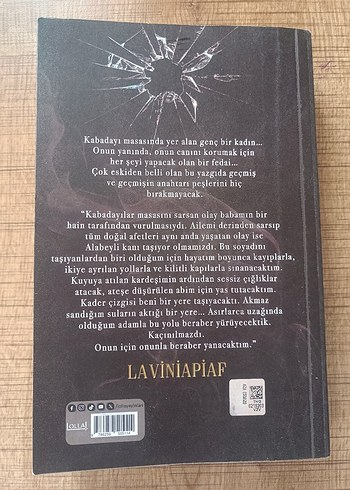 Kabadayı masasında yer alan genç bir kadın...
Onun yanında, onun canını korumak için
her şeyi yapacak olan bir fedai...
Çok eskiden belli olan bu yazgıda geçmiş
ve geçmişin anahtarı peşlerini hiç
bırakmayacak.
"Kabadayılar masasını sarsan olay babamın bir
hain tarafından vurulmasıydı. Ailemi derinden sarsıp
tüm doğal afetleri aynı anda yaşatan olay ise
Alabeyli kanı taşıyor olmamızdı. Bu soyadını
taşıyanlardan biri olduğum için hayatım boyunca kayıplarla,
ikiye ayrılan yollarla ve kilitli kapılarla sınanacaktım.
Kuyuya atılan kardeşimin ardından sessiz çığlıklar
atacak, ateşe düşürülen abim için yas tutacaktım.
Kader çizgisi beni bir yere taşıyacaktı. Akmaz
sandığım suların aktığı bir yere... Asırlarca uzağında
olduğum adamla bu yolu beraber yürüyecektik.
Kaçınılmazdı.
Onun için onunla beraber yanacaktım."
LAVİNİAPİAF